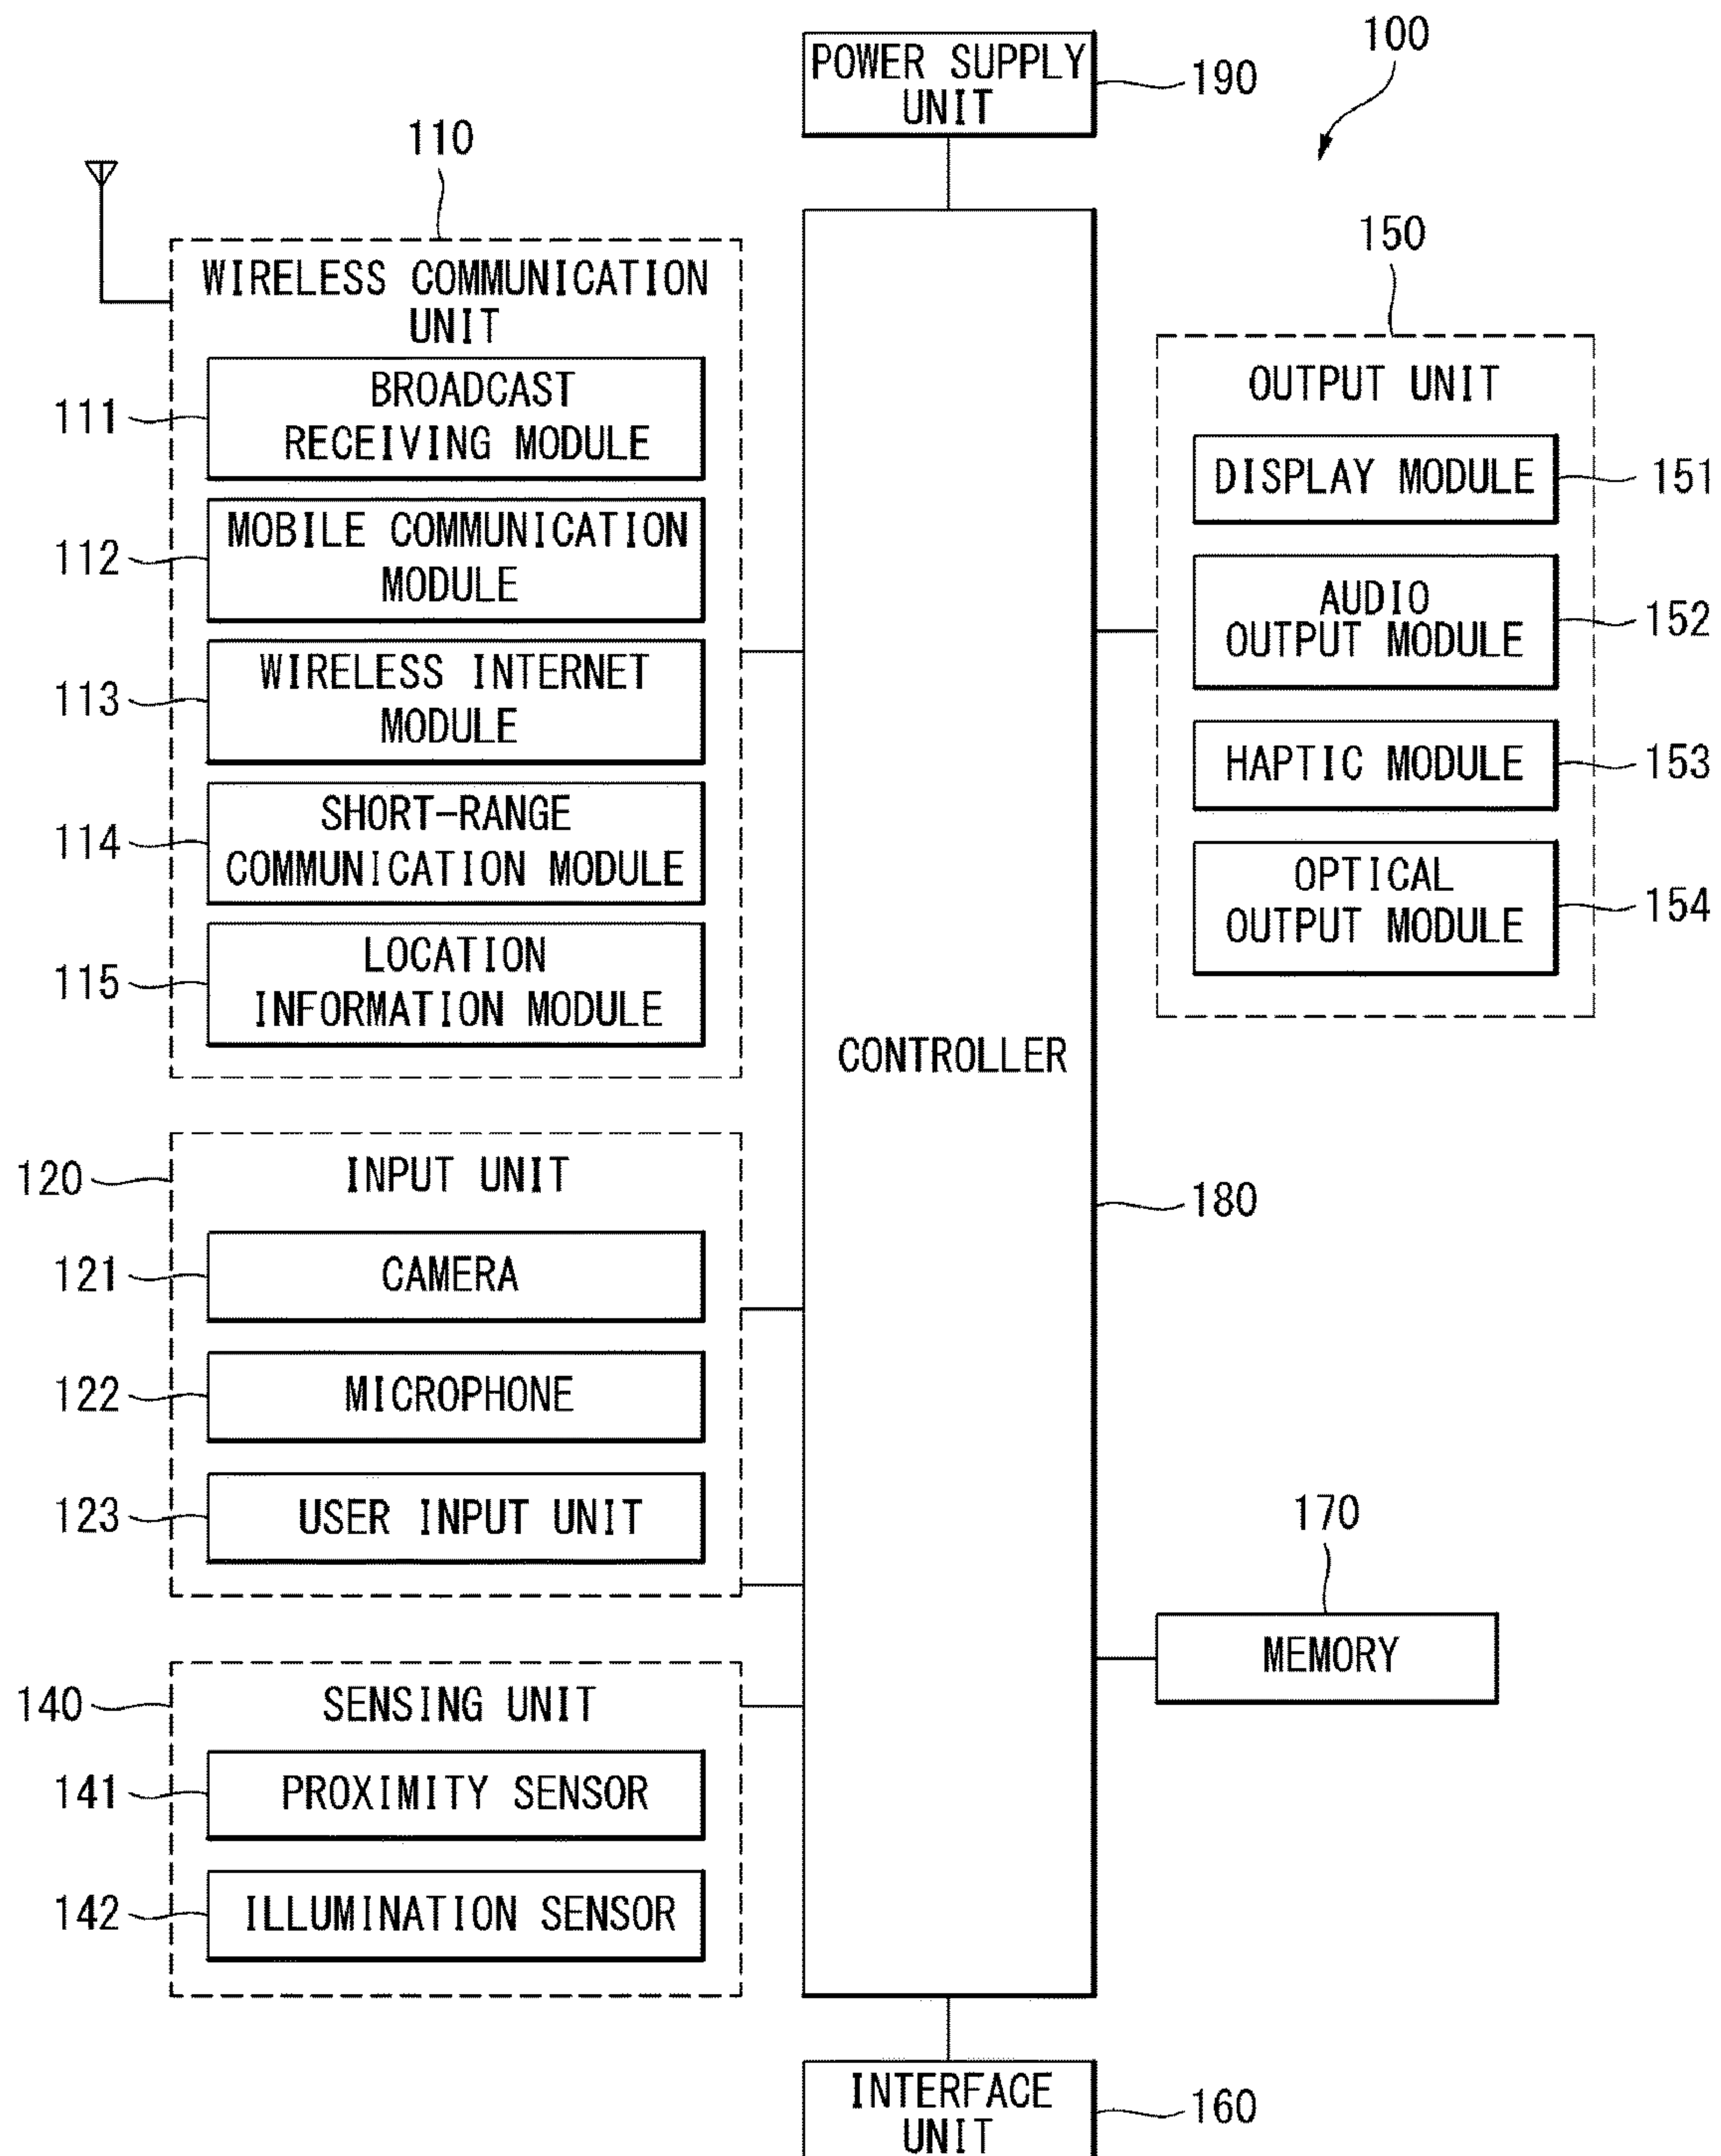 100
POWER SUPPLY
UNIT
190
110
WIRELESS COMMUNICATION
UNIT
111
BROADCAST
RECEIVING MODULE
112
MOBILE COMMUNICATION
MODULE
113
WIRELESS INTERNET
MODULE
114
SHORT-RANGE
COMMUNICATION MODULE
115
LOCATION
INFORMATION MODULE
120
INPUT UNIT
121
CAMERA
122
MICROPHONE
123
USER INPUT UNIT
140
SENSING UNIT
141
PROXIMITY SENSOR
142
ILLUMINATION SENSOR
CONTROLLER
180
150
OUTPUT UNIT
DISPLAY MODULE
151
AUDIO
OUTPUT MODULE
152
HAPTIC MODULE
153
OPTICAL
OUTPUT MODULE
154
170
MEMORY
INTERFACE
UNIT
160